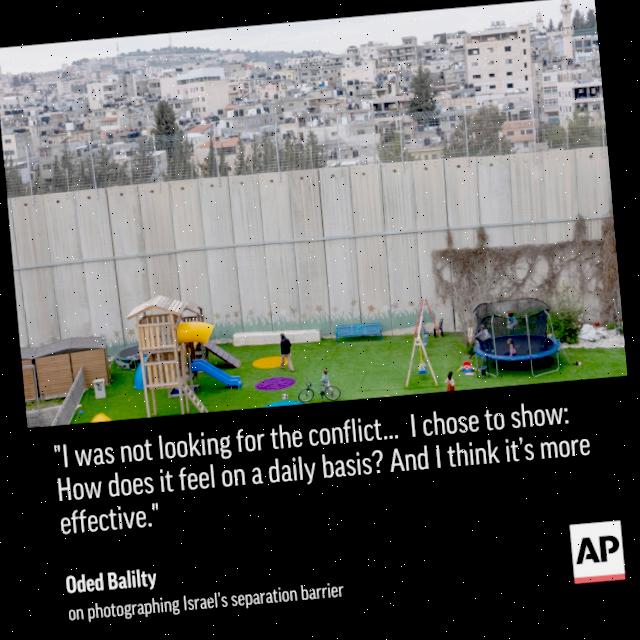 "I was not looking for the conflict... I chose to show:
How does it feel on a daily basis? And I think it's more
effective."
Oded Balilty
on photographing Israel's separation barrier
AP